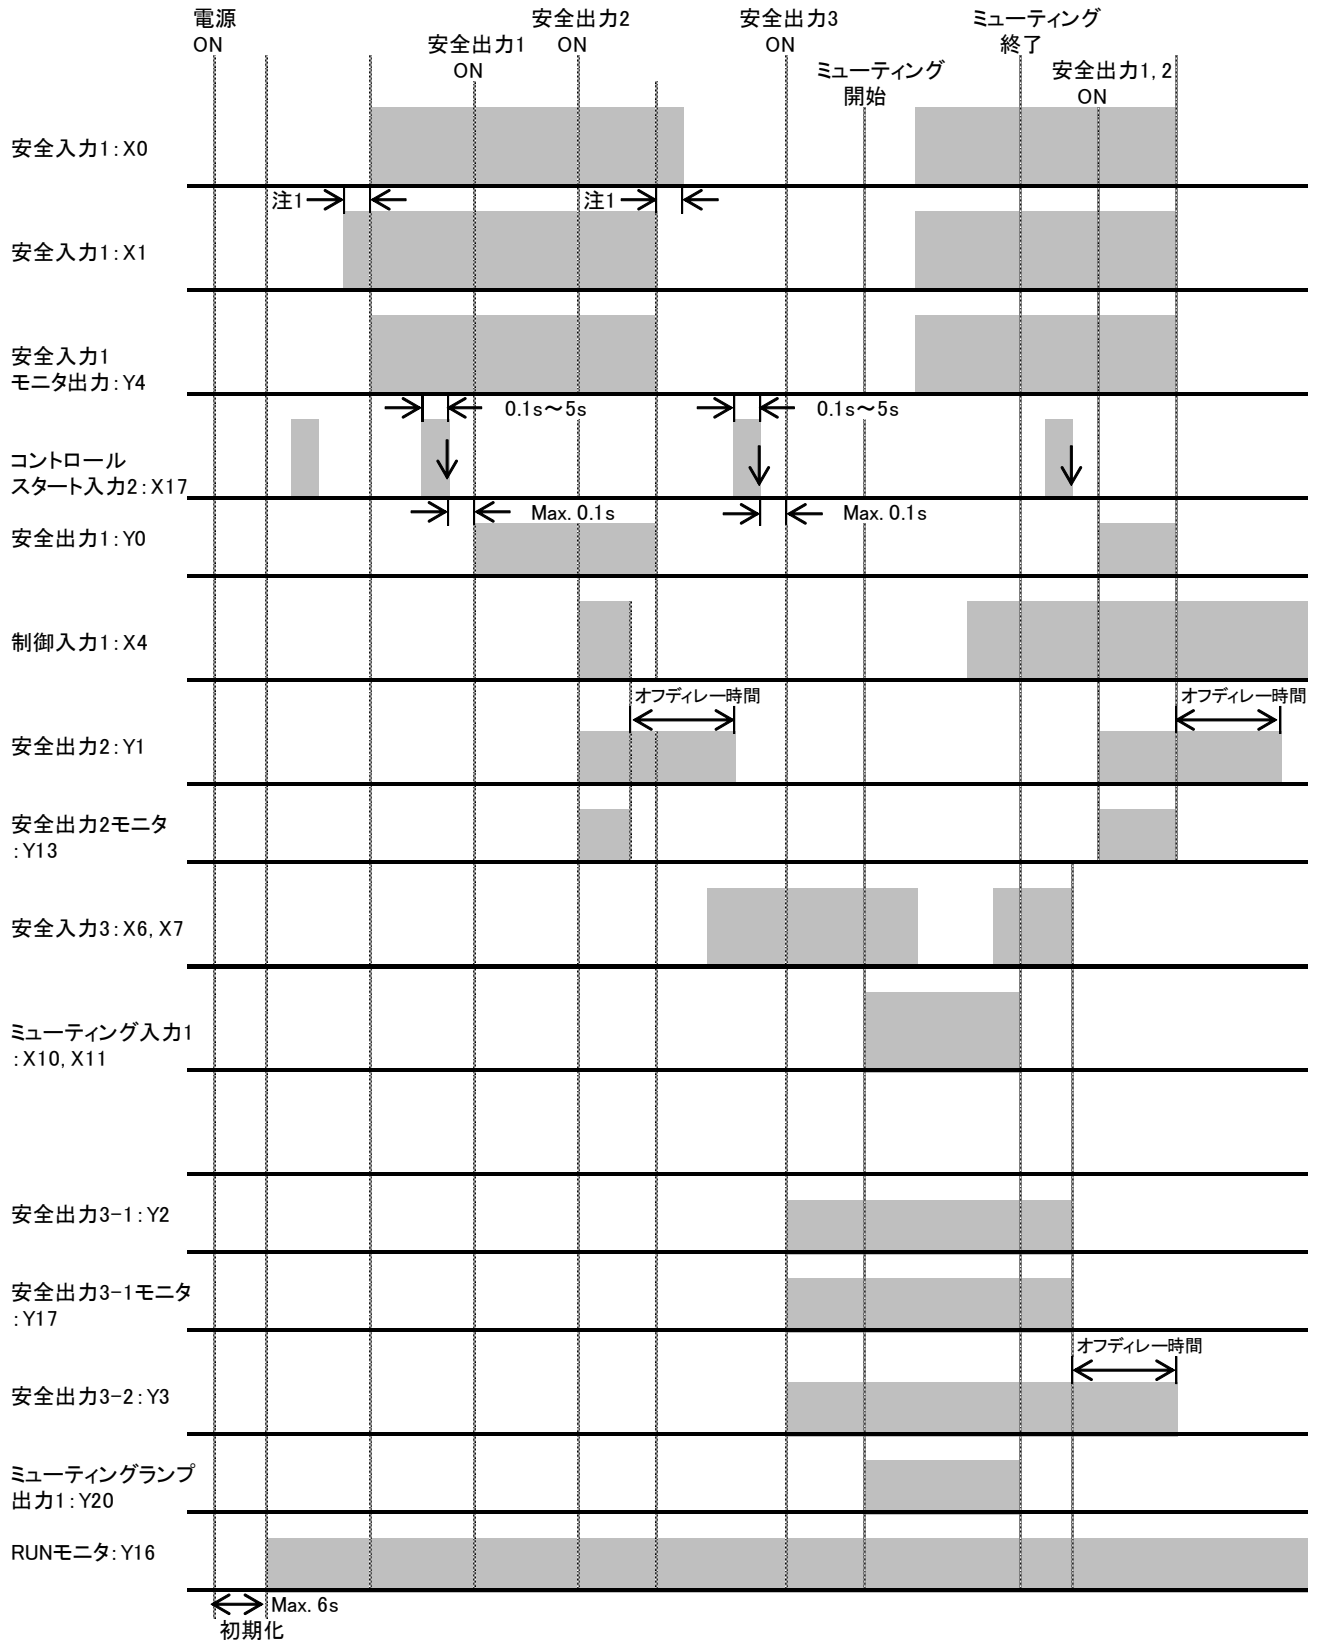 電源
ON
安全出力1
ON
安全出力2
ON
安全出力3
ON
ミューティング
開始
ミューティング
終了
安全出力1,2
ON
安全入力1:X0
注1
注1
安全入力1:X1
安全入力1
モニタ出力:Y4
0.1s～5s
0.1s～5s
コントロール
スタート入力2:X17
Max. 0.1s
Max. 0.1s
安全出力1:Y0
制御入力1:X4
オフディレー時間
オフディレー時間
安全出力2:Y1
安全出力2モニタ
:Y13
安全入力3:X6,X7
ミューティング入力1
:X10,X11
安全出力3-1:Y2
安全出力3-1モニタ
:Y17
オフディレー時間
安全出力3-2:Y3
ミューティングランプ
出力1:Y20
RUNモニタ:Y16
Max. 6s
初期化